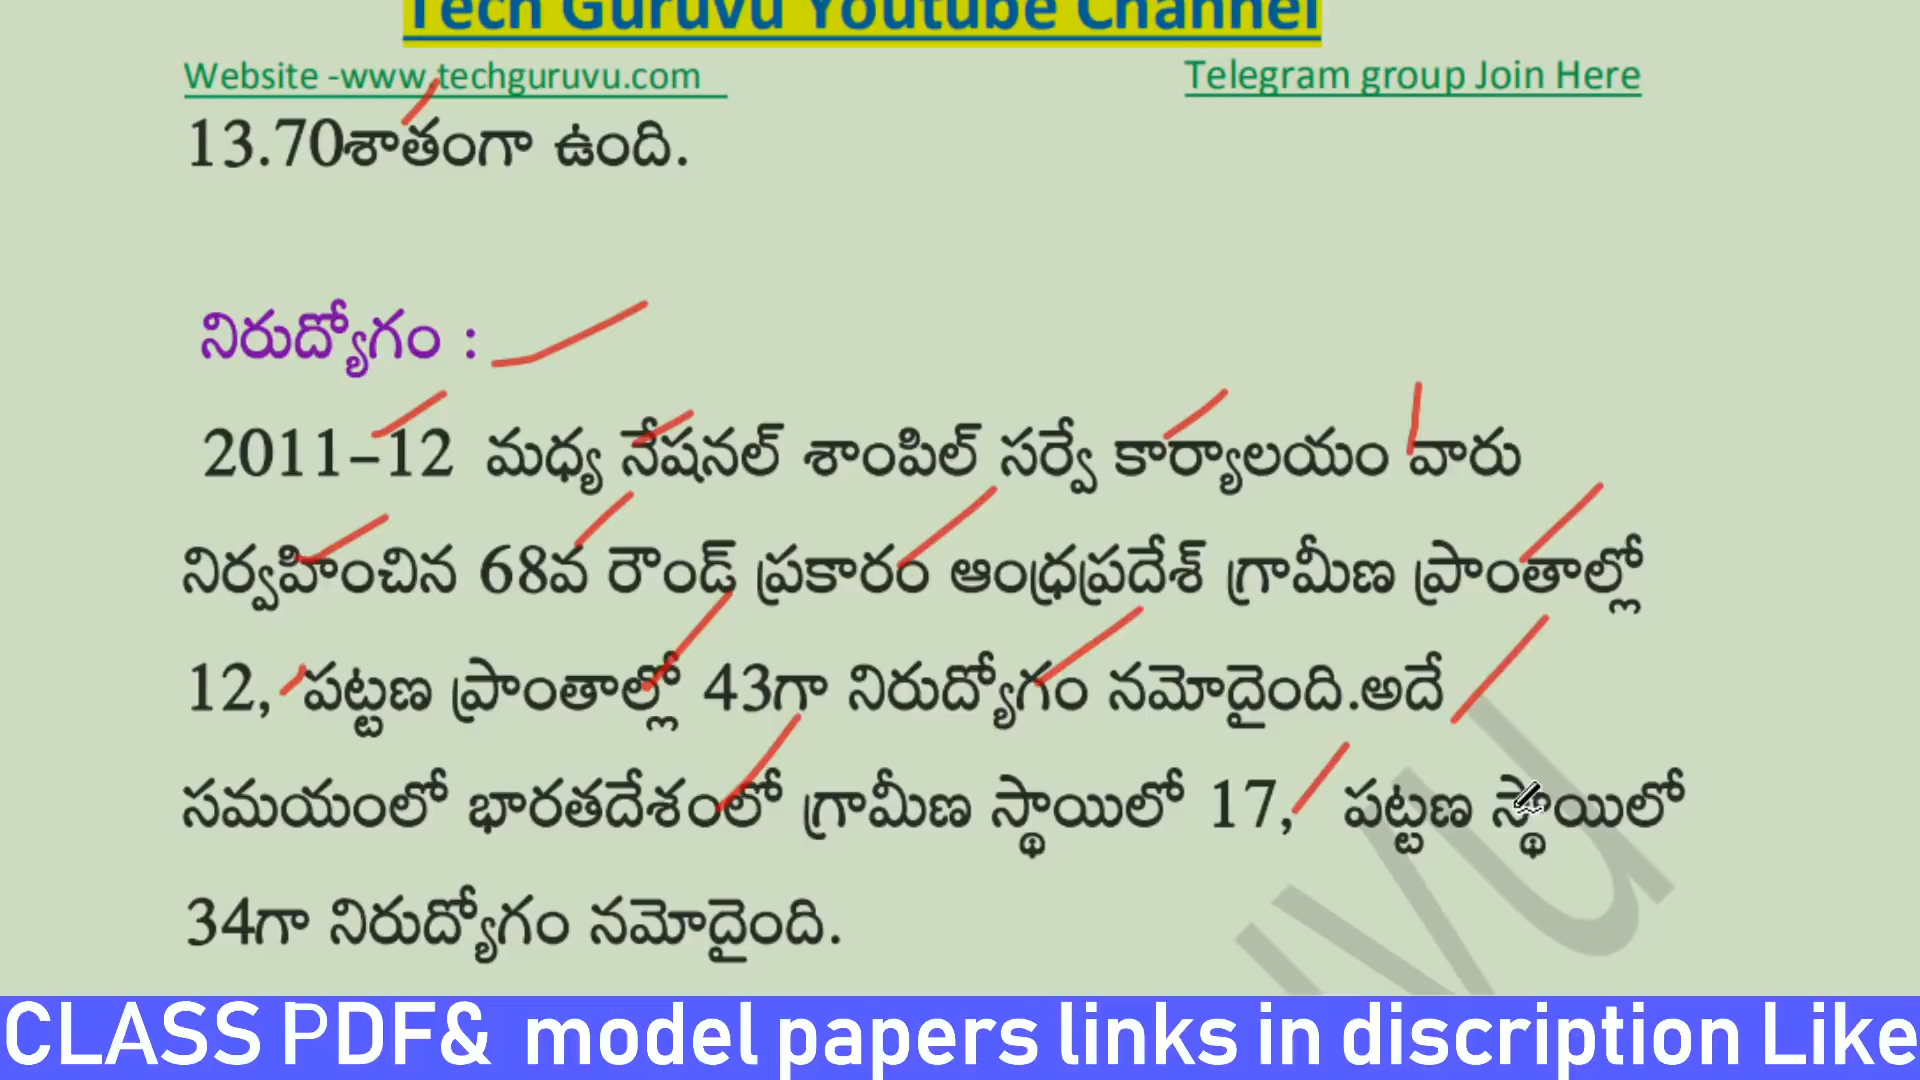 Tech Guruvu Youtube Channel
Website -www.techguruvu.com Telegram group Join Here
13.70శాతంగా ఉంది.
నిరుద్యోగం :
2011-12 మధ్య నేషనల్ శాంపిల్ సర్వే కార్యాలయం వారు
నిర్వహించిన 68వ రౌండ్ ప్రకారం ఆంధ్రప్రదేశ్ గ్రామీణ ప్రాంతాల్లో
12, పట్టణ ప్రాంతాల్లో 43గా నిరుద్యోగం నమోదైంది.అదే
సమయంలో భారతదేశంలో గ్రామీణ స్థాయిలో 17, పట్టణ స్థాయిలో
34గా నిరుద్యోగం నమోదైంది.
CLASS PDF& model papers links in discription Like